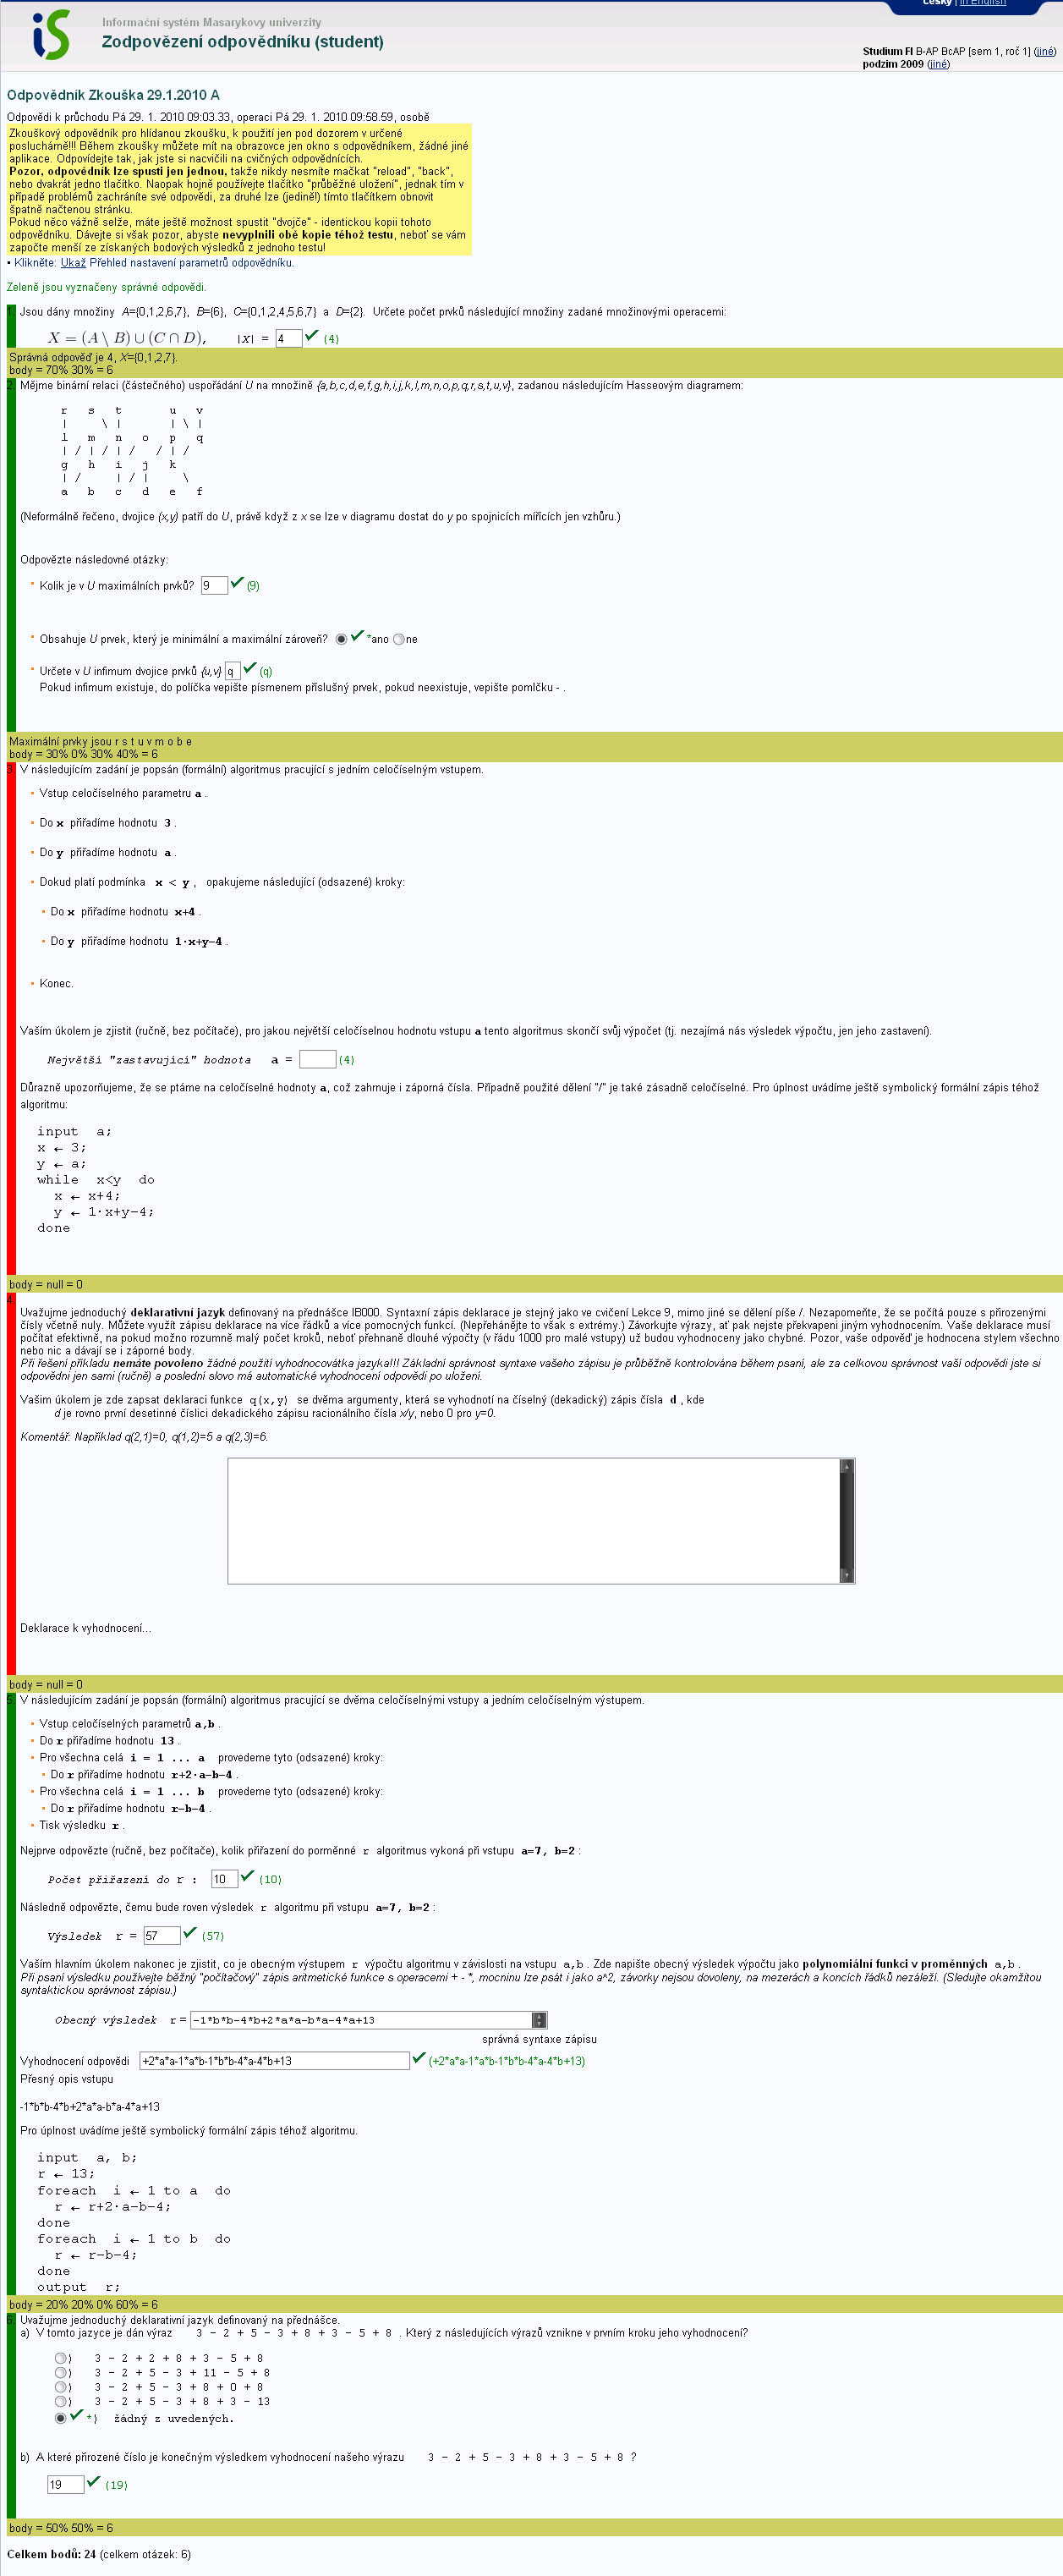 česky | in English
Informační systém Masarykovy univerzity
Zodpovězení odpovědníku (student)
Studium FI B-AP BcAP [sem 1, roč 1] (jiné)
podzim 2009 (jiné)
Odpovědník Zkouška 29.1.2010 A
Odpovědi k průchodu Pá 29. 1. 2010 09:03.33, operaci Pá 29. 1. 2010 09:58.59, osobě
Zkouškový odpovědník pro hlídanou zkoušku, k použití jen pod dozorem v určené
posluchárně!!! Během zkoušky můžete mít na obrazovce jen okno s odpovědníkem, žádné jiné
aplikace. Odpovídejte tak, jak jste si nacvičili na cvičných odpovědnících.
Pozor, odpovědník lze spusti jen jednou, takže nikdy nesmíte mačkat "reload", "back",
nebo dvakrát jedno tlačítko. Naopak hojně používejte tlačítko "průběžné uložení", jednak tím v
případě problémů zachráníte své odpovědi, za druhé lze (jedině!) tímto tlačítkem obnovit
špatně načtenou stránku.
Pokud něco vážně selže, máte ještě možnost spustit "dvojče" - identickou kopii tohoto
odpovědníku. Dávejte si však pozor, abyste nevyplnili obě kopie téhož testu, neboť se vám
započte menší ze získaných bodových výsledků z jednoho testu!
• Klikněte: Ukaž Přehled nastavení parametrů odpovědníku.
Zeleně jsou vyznačeny správné odpovědi.
1. Jsou dány množiny A={0,1,2,6,7}, B={6}, C={0,1,2,4,5,6,7} a D={2}. Určete počet prvků následující množiny zadané množinovými operacemi:
X = (A \ B) ∪ (C ∩ D), |X| = 4 (4)
Správná odpověď je 4, X={0,1,2,7}.
body = 70% 30% = 6
2. Mějme binární relaci (částečného) uspořádání U na množině {a,b,c,d,e,f,g,h,i,j,k,l,m,n,o,p,q,r,s,t,u,v}, zadanou následujícím Hasseovým diagramem:
r s t u v
| \ | | \ |
l m n o p q
| / | / | / / | /
g h i j k
| / | / | \
a b c d e f
(Neformálně řečeno, dvojice (x,y) patří do U, právě když z x se lze v diagramu dostat do y po spojnicích mířících jen vzhůru.)
Odpovězte následovné otázky:
Kolik je v U maximálních prvků? 9 (9)
Obsahuje U prvek, který je minimální a maximální zároveň? *ano ne
Určete v U infimum dvojice prvků {u,v} q (q)
Pokud infimum existuje, do políčka vepište písmenem příslušný prvek, pokud neexistuje, vepište pomlčku - .
Maximální prvky jsou r s t u v m o b e
body = 30% 0% 30% 40% = 6
3. V následujícím zadání je popsán (formální) algoritmus pracující s jedním celočíselným vstupem.
Vstup celočíselného parametru a .
Do x přiřadíme hodnotu 3 .
Do y přiřadíme hodnotu a .
Dokud platí podmínka x < y , opakujeme následující (odsazené) kroky:
Do x přiřadíme hodnotu x+4 .
Do y přiřadíme hodnotu 1·x+y−4 .
Konec.
Vaším úkolem je zjistit (ručně, bez počítače), pro jakou největší celočíselnou hodnotu vstupu a tento algoritmus skončí svůj výpočet (tj. nezajímá nás výsledek výpočtu, jen jeho zastavení).
Největší "zastavující" hodnota a = (4)
Důrazně upozorňujeme, že se ptáme na celočíselné hodnoty a, což zahrnuje i záporná čísla. Případně použité dělení "/" je také zásadně celočíselné. Pro úplnost uvádíme ještě symbolický formální zápis téhož
algoritmu:
input a;
x ← 3;
y ← a;
while x<y do
x ← x+4;
y ← 1·x+y−4;
done
body = null = 0
4.
Uvažujme jednoduchý deklarativní jazyk definovaný na přednášce IB000. Syntaxní zápis deklarace je stejný jako ve cvičení Lekce 9, mimo jiné se dělení píše /. Nezapomeňte, že se počítá pouze s přirozenými
čísly včetně nuly. Můžete využít zápisu deklarace na více řádků a více pomocných funkcí. (Nepřehánějte to však s extrémy.) Závorkujte výrazy, ať pak nejste překvapeni jiným vyhodnocením. Vaše deklarace musí
počítat efektivně, na pokud možno rozumně malý počet kroků, neboť přehnaně dlouhé výpočty (v řádu 1000 pro malé vstupy) už budou vyhodnoceny jako chybné. Pozor, vaše odpověď je hodnocena stylem všechno
nebo nic a dávají se i záporné body.
Při řešení příkladu nemáte povoleno žádné použití vyhodnocovátka jazyka!!! Základní správnost syntaxe vašeho zápisu je průběžně kontrolována během psaní, ale za celkovou správnost vaší odpovědi jste si
odpovědni jen sami (ručně) a poslední slovo má automatické vyhodnocení odpovědi po uložení.
Vašim úkolem je zde zapsat deklaraci funkce q(x,y) se dvěma argumenty, která se vyhodnotí na číselný (dekadický) zápis čísla d , kde
d je rovno první desetinné číslici dekadického zápisu racionálního čísla x/y, nebo 0 pro y=0.
Komentář: Například q(2,1)=0, q(1,2)=5 a q(2,3)=6.
Deklarace k vyhodnocení...
body = null = 0
5. V následujícím zadání je popsán (formální) algoritmus pracující se dvěma celočíselnými vstupy a jedním celočíselným výstupem.
Vstup celočíselných parametrů a,b .
Do r přiřadíme hodnotu 13 .
Pro všechna celá i = 1 ... a provedeme tyto (odsazené) kroky:
Do r přiřadíme hodnotu r+2·a−b−4 .
Pro všechna celá i = 1 ... b provedeme tyto (odsazené) kroky:
Do r přiřadíme hodnotu r−b−4 .
Tisk výsledku r .
Nejprve odpovězte (ručně, bez počítače), kolik přiřazení do porměnné r algoritmus vykoná při vstupu a=7, b=2 :
Počet přiřazení do r : 10 (10)
Následně odpovězte, čemu bude roven výsledek r algoritmu při vstupu a=7, b=2 :
Výsledek r = 57 (57)
Vaším hlavním úkolem nakonec je zjistit, co je obecným výstupem r výpočtu algoritmu v závislosti na vstupu a,b . Zde napište obecný výsledek výpočtu jako polynomiální funkci v proměnných a,b .
Při psaní výsledku používejte běžný "počítačový" zápis aritmetické funkce s operacemi + - *, mocninu lze psát i jako a^2, závorky nejsou dovoleny, na mezerách a koncích řádků nezáleží. (Sledujte okamžitou
syntaktickou správnost zápisu.)
Obecný výsledek r = -1*b*b-4*b+2*a*a-b*a-4*a+13
správná syntaxe zápisu
Vyhodnocení odpovědi +2*a*a-1*a*b-1*b*b-4*a-4*b+13 (+2*a*a-1*a*b-1*b*b-4*a-4*b+13)
Přesný opis vstupu
-1*b*b-4*b+2*a*a-b*a-4*a+13
Pro úplnost uvádíme ještě symbolický formální zápis téhož algoritmu.
input a, b;
r ← 13;
foreach i ← 1 to a do
r ← r+2·a−b−4;
done
foreach i ← 1 to b do
r ← r−b−4;
done
output r;
body = 20% 20% 0% 60% = 6
6. Uvažujme jednoduchý deklarativní jazyk definovaný na přednášce.
a) V tomto jazyce je dán výraz 3 − 2 + 5 − 3 + 8 + 3 − 5 + 8 . Který z následujících výrazů vznikne v prvním kroku jeho vyhodnocení?
) 3 − 2 + 2 + 8 + 3 − 5 + 8
) 3 − 2 + 5 − 3 + 11 − 5 + 8
) 3 − 2 + 5 − 3 + 8 + 0 + 8
) 3 − 2 + 5 − 3 + 8 + 3 − 13
*) žádný z uvedených.
b) A které přirozené číslo je konečným výsledkem vyhodnocení našeho výrazu 3 − 2 + 5 − 3 + 8 + 3 − 5 + 8 ?
19 (19)
body = 50% 50% = 6
Celkem bodů: 24 (celkem otázek: 6)